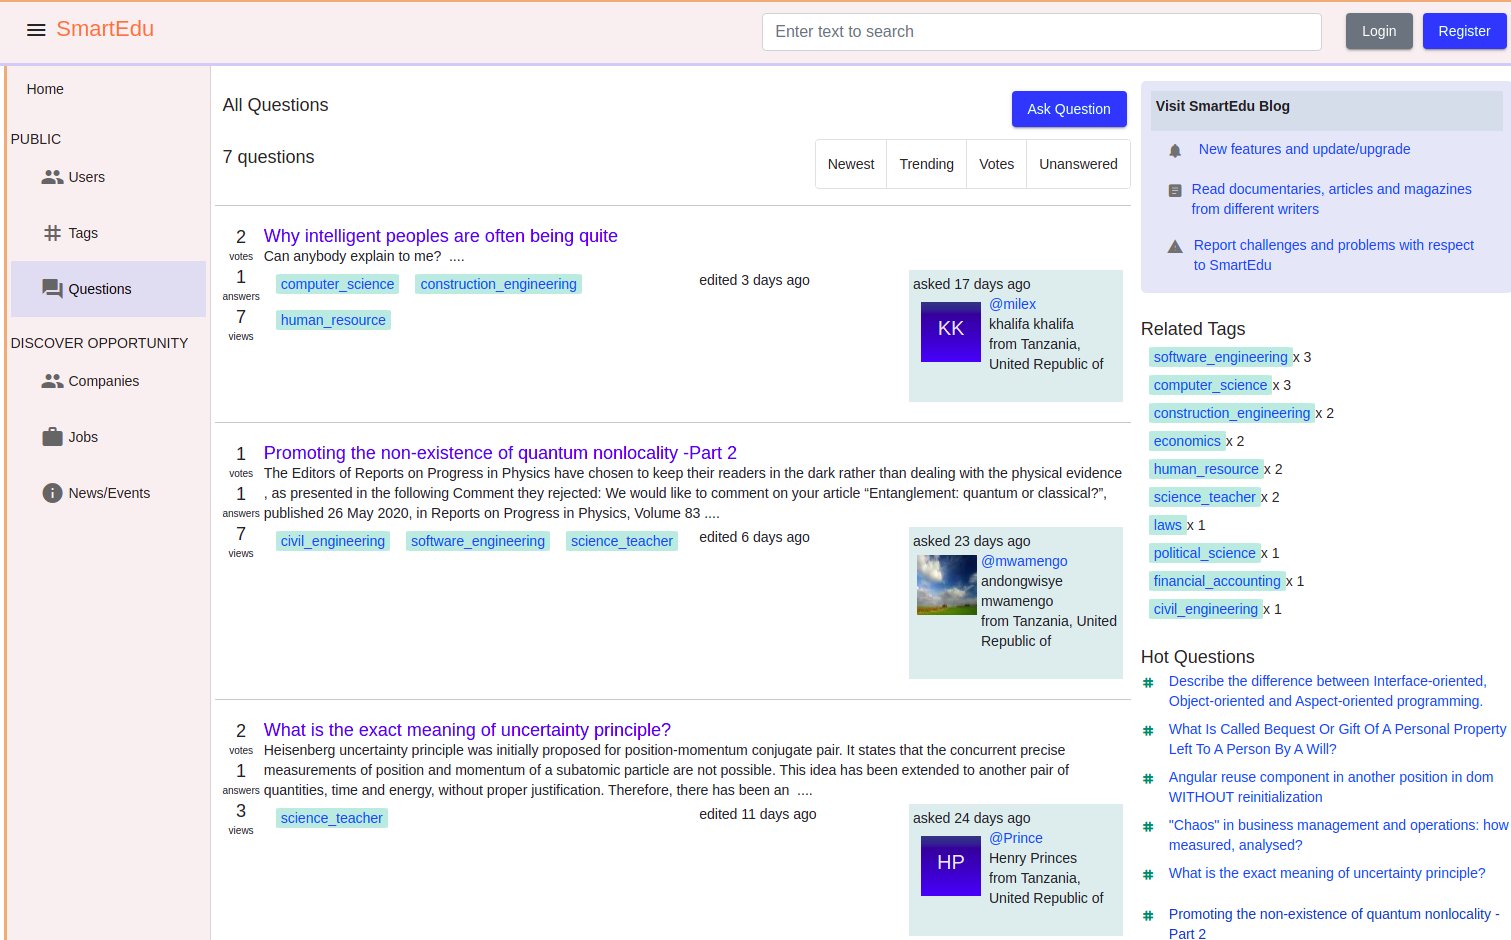 SmartEdu
Enter text to search
Login
Register
Home
PUBLIC
Users
Tags
Questions
DISCOVER OPPORTUNITY
Companies
Jobs
News/Events
All Questions
Ask Question
7 questions
Newest
Trending
Votes
Unanswered
2
votes
1
answers
7
views
Why intelligent peoples are often being quite
Can anybody explain to me?  ....
computer_science
construction_engineering
human_resource
edited 3 days ago
asked 17 days ago
KK
@milex
khalifa khalifa
from Tanzania,
United Republic of
1
votes
1
answers
7
views
Promoting the non-existence of quantum nonlocality -Part 2
The Editors of Reports on Progress in Physics have chosen to keep their readers in the dark rather than dealing with the physical evidence
, as presented in the following Comment they rejected: We would like to comment on your article “Entanglement: quantum or classical?”,
published 26 May 2020, in Reports on Progress in Physics, Volume 83 ....
civil_engineering
software_engineering
science_teacher
edited 6 days ago
asked 23 days ago
@mwamengo
andongwisye
mwamengo
from Tanzania, United
Republic of
2
votes
1
answers
3
views
What is the exact meaning of uncertainty principle?
Heisenberg uncertainty principle was initially proposed for position-momentum conjugate pair. It states that the concurrent precise
measurements of position and momentum of a subatomic particle are not possible. This idea has been extended to another pair of
quantities, time and energy, without proper justification. Therefore, there has been an  ....
science_teacher
edited 11 days ago
asked 24 days ago
HP
@Prince
Henry Princes
from Tanzania,
United Republic of
Visit SmartEdu Blog
New features and update/upgrade
Read documentaries, articles and magazines
from different writers
Report challenges and problems with respect
to SmartEdu
Related Tags
software_engineering x 3
computer_science x 3
construction_engineering x 2
economics x 2
human_resource x 2
science_teacher x 2
laws x 1
political_science x 1
financial_accounting x 1
civil_engineering x 1
Hot Questions
Describe the difference between Interface-oriented,
Object-oriented and Aspect-oriented programming.
What Is Called Bequest Or Gift Of A Personal Property
Left To A Person By A Will?
Angular reuse component in another position in dom
WITHOUT reinitialization
"Chaos" in business management and operations: how
measured, analysed?
What is the exact meaning of uncertainty principle?
Promoting the non-existence of quantum nonlocality -
Part 2